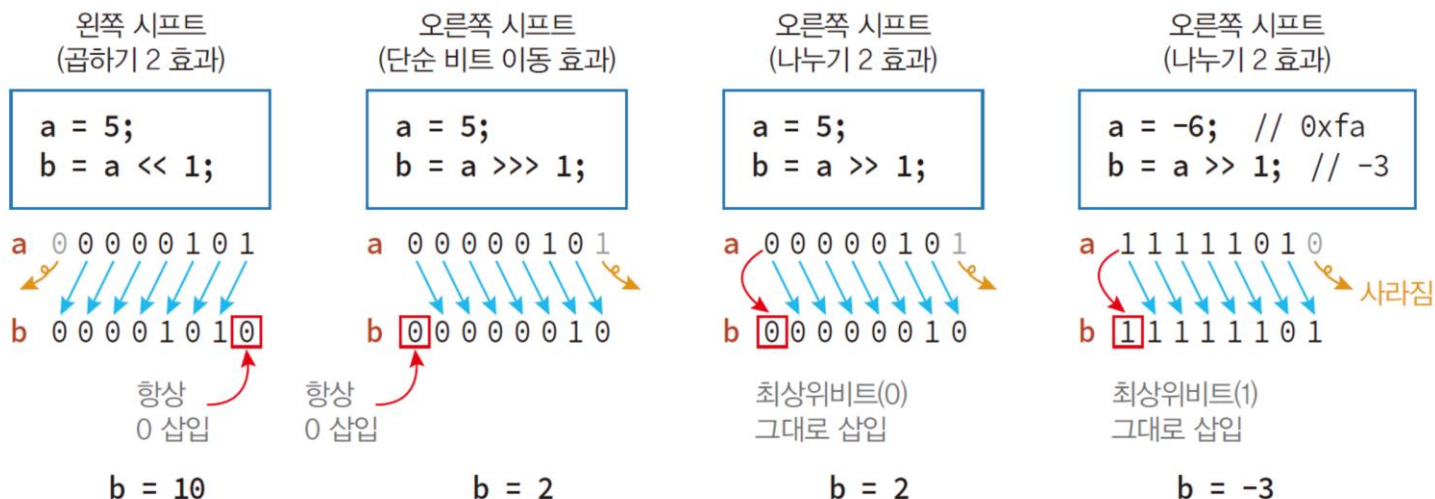 왼쪽 시프트
(곱하기 2 효과)
a = 5;
b = a << 1;
a 0 0 0 0 0 1 0 1
b 0 0 0 0 1 0 1 0
항상
0 삽입
b = 10
오른쪽 시프트
(단순 비트 이동 효과)
a = 5;
b = a >>> 1;
a 0 0 0 0 0 1 0 1
b 0 0 0 0 0 0 1 0
항상
0 삽입
b = 2
오른쪽 시프트
(나누기 2 효과)
a = 5;
b = a >> 1;
a 0 0 0 0 0 1 0 1
b 0 0 0 0 0 0 1 0
최상위비트(0)
그대로 삽입
b = 2
오른쪽 시프트
(나누기 2 효과)
a = -6; // 0xfa
b = a >> 1; // -3
a 1 1 1 1 1 0 1 0
사라짐
b 1 1 1 1 1 1 0 1
최상위비트(1)
그대로 삽입
b = -3